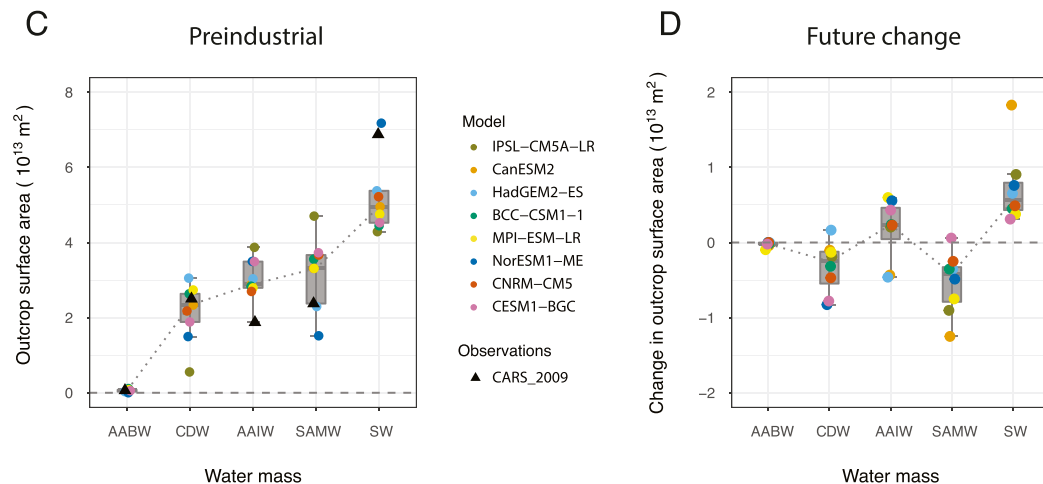 C
Preindustrial
Outcrop surface area ( 10¹³ m² )
8
6
4
2
0
AABW CDW AAIW SAMW SW
Water mass
Model
IPSL−CM5A−LR
CanESM2
HadGEM2−ES
BCC−CSM1−1
MPI−ESM−LR
NorESM1−ME
CNRM−CM5
CESM1−BGC
Observations
CARS_2009
D
Future change
Change in outcrop surface area ( 10¹³ m² )
2
1
0
−1
−2
AABW CDW AAIW SAMW SW
Water mass